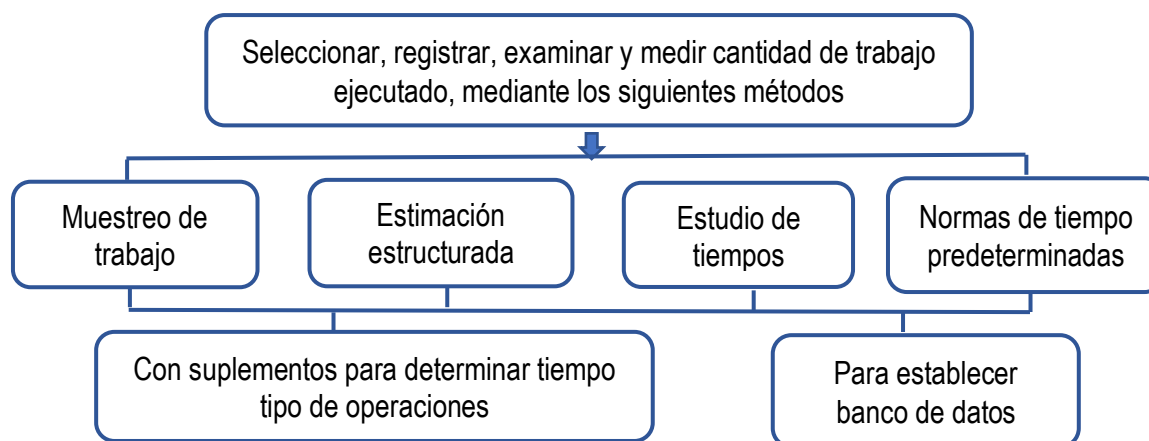 Seleccionar, registrar, examinar y medir cantidad de trabajo
ejecutado, mediante los siguientes métodos
Muestreo de
trabajo
Estimación
estructurada
Estudio de
tiempos
Normas de tiempo
predeterminadas
Con suplementos para determinar tiempo
tipo de operaciones
Para establecer
banco de datos